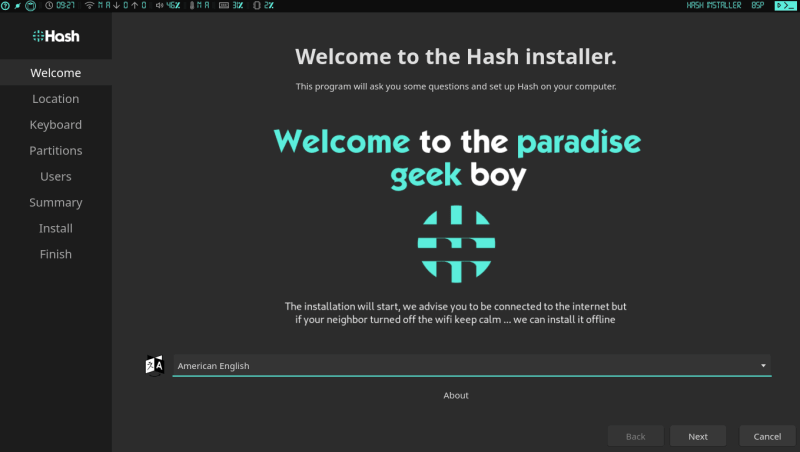 09:27 N A 0 0 46% N A 31% 2% HASH INSTALLER BSP
Hash
Welcome
Location
Keyboard
Partitions
Users
Summary
Install
Finish
Welcome to the Hash installer.
This program will ask you some questions and set up Hash on your computer.
Welcome to the paradise
geek boy
The installation will start, we advise you to be connected to the internet but
if your neighbor turned off the wifi keep calm ... we can install it offline
A
American English
About
Back Next Cancel